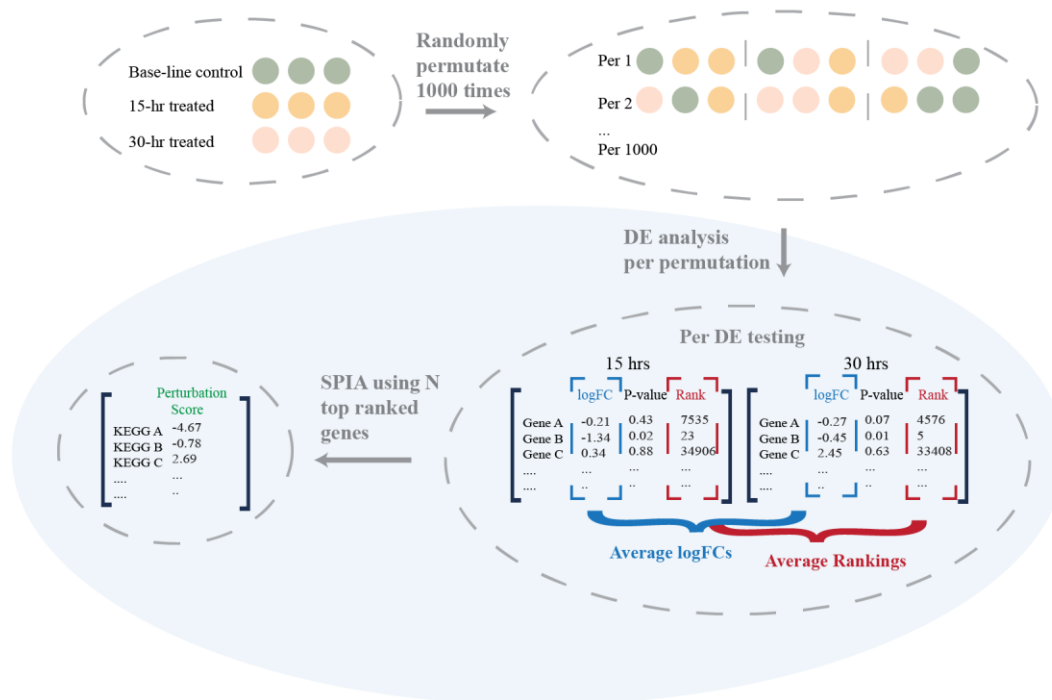 Base-line control
15-hr treated
30-hr treated
Randomly
permutate
1000 times
Per 1
Per 2
...
Per 1000
DE analysis
per permutation
Per DE testing
15 hrs
logFC P-value Rank
Gene A -0.21 0.43 7535
Gene B -1.34 0.02 23
Gene C 0.34 0.88 34906
.... ... ... ...
.... .. .. ...
30 hrs
logFC P-value Rank
Gene A -0.27 0.07 4576
Gene B -0.45 0.01 5
Gene C 2.45 0.63 33408
.... ... ... ...
.... .. .. ...
Average logFCs
Average Rankings
SPIA using N
top ranked
genes
Perturbation
Score
KEGG A -4.67
KEGG B -0.78
KEGG C 2.69
.... ...
.... ..